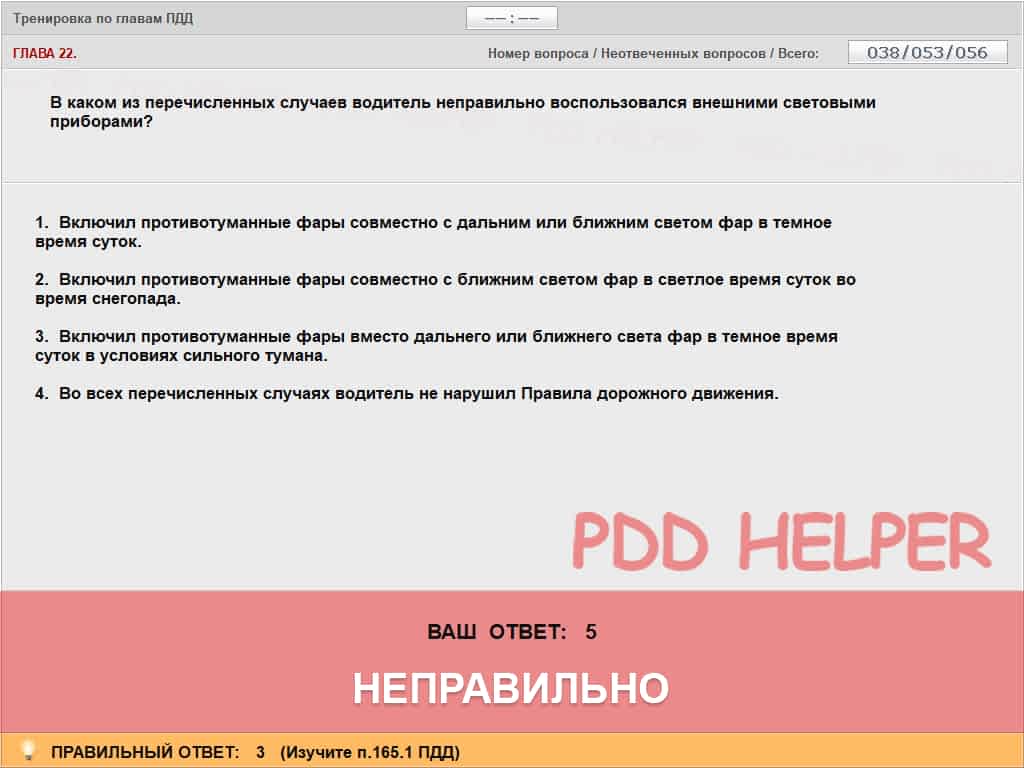 Тренировка по главам ПДД
—— : ——
ГЛАВА 22.
Номер вопроса / Неотвеченных вопросов / Всего:
038/053/056
В каком из перечисленных случаев водитель неправильно воспользовался внешними световыми
приборами?
1. Включил противотуманные фары совместно с дальним или ближним светом фар в темное
время суток.
2. Включил противотуманные фары совместно с ближним светом фар в светлое время суток во
время снегопада.
3. Включил противотуманные фары вместо дальнего или ближнего света фар в темное время
суток в условиях сильного тумана.
4. Во всех перечисленных случаях водитель не нарушил Правила дорожного движения.
PDD HELPER
ВАШ ОТВЕТ: 5
НЕПРАВИЛЬНО
ПРАВИЛЬНЫЙ ОТВЕТ: 3 (Изучите п.165.1 ПДД)